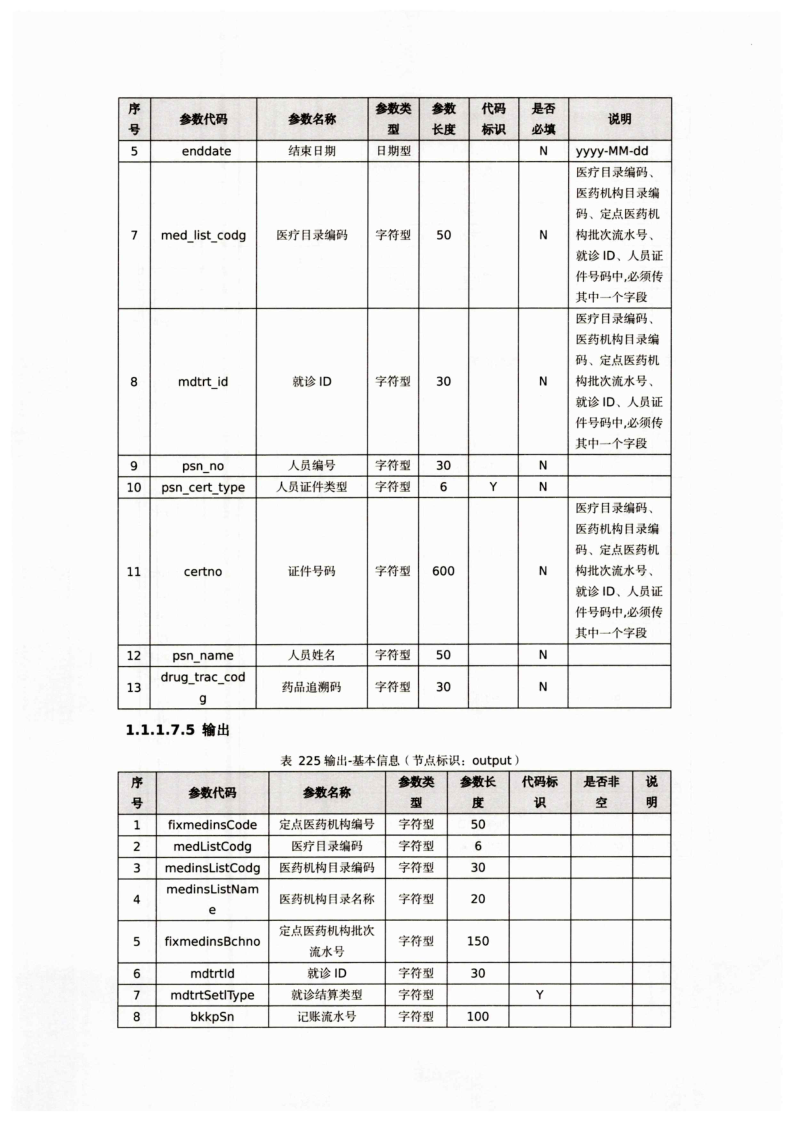 序号 参数代码 参数名称 参数类型 参数长度 代码标识 是否必填 说明
5 enddate 结束日期 日期型 N yyyy-MM-dd
7 med_list_codg 医疗目录编码 字符型 50 N 医疗目录编码、
医药机构目录编
码、定点医药机
构批次流水号、
就诊 ID、人员证
件号码中,必须传
其中一个字段
8 mdtrt_id 就诊 ID 字符型 30 N 医疗目录编码、
医药机构目录编
码、定点医药机
构批次流水号、
就诊 ID、人员证
件号码中,必须传
其中一个字段
9 psn_no 人员编号 字符型 30 N
10 psn_cert_type 人员证件类型 字符型 6 Y N
11 certno 证件号码 字符型 600 N 医疗目录编码、
医药机构目录编
码、定点医药机
构批次流水号、
就诊 ID、人员证
件号码中,必须传
其中一个字段
12 psn_name 人员姓名 字符型 50 N
13 drug_trac_cod
g 药品追溯码 字符型 30 N
1.1.1.7.5 输出
表 225 输出-基本信息（节点标识：output）
序号 参数代码 参数名称 参数类型 参数长度 代码标识 是否非空 说明
1 fixmedinsCode 定点医药机构编号 字符型 50
2 medListCodg 医疗目录编码 字符型 6
3 medinsListCodg 医药机构目录编码 字符型 30
4 medinsListNam
e 医药机构目录名称 字符型 20
5 fixmedinsBchno 定点医药机构批次
流水号 字符型 150
6 mdtrtId 就诊 ID 字符型 30
7 mdtrtSetlType 就诊结算类型 字符型 Y
8 bkkpSn 记账流水号 字符型 100